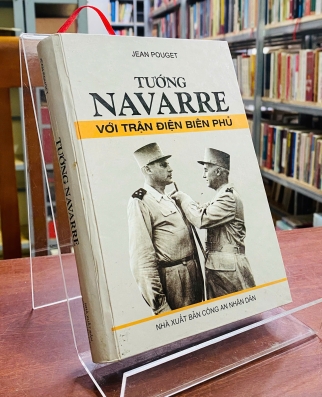 JEAN POUGET
TƯỚNG
NAVARRE
VỚI TRẬN ĐIỆN BIÊN PHỦ
NHÀ XUẤT BẢN CÔNG AN NHÂN DÂN
TƯỚNG NAVARRE